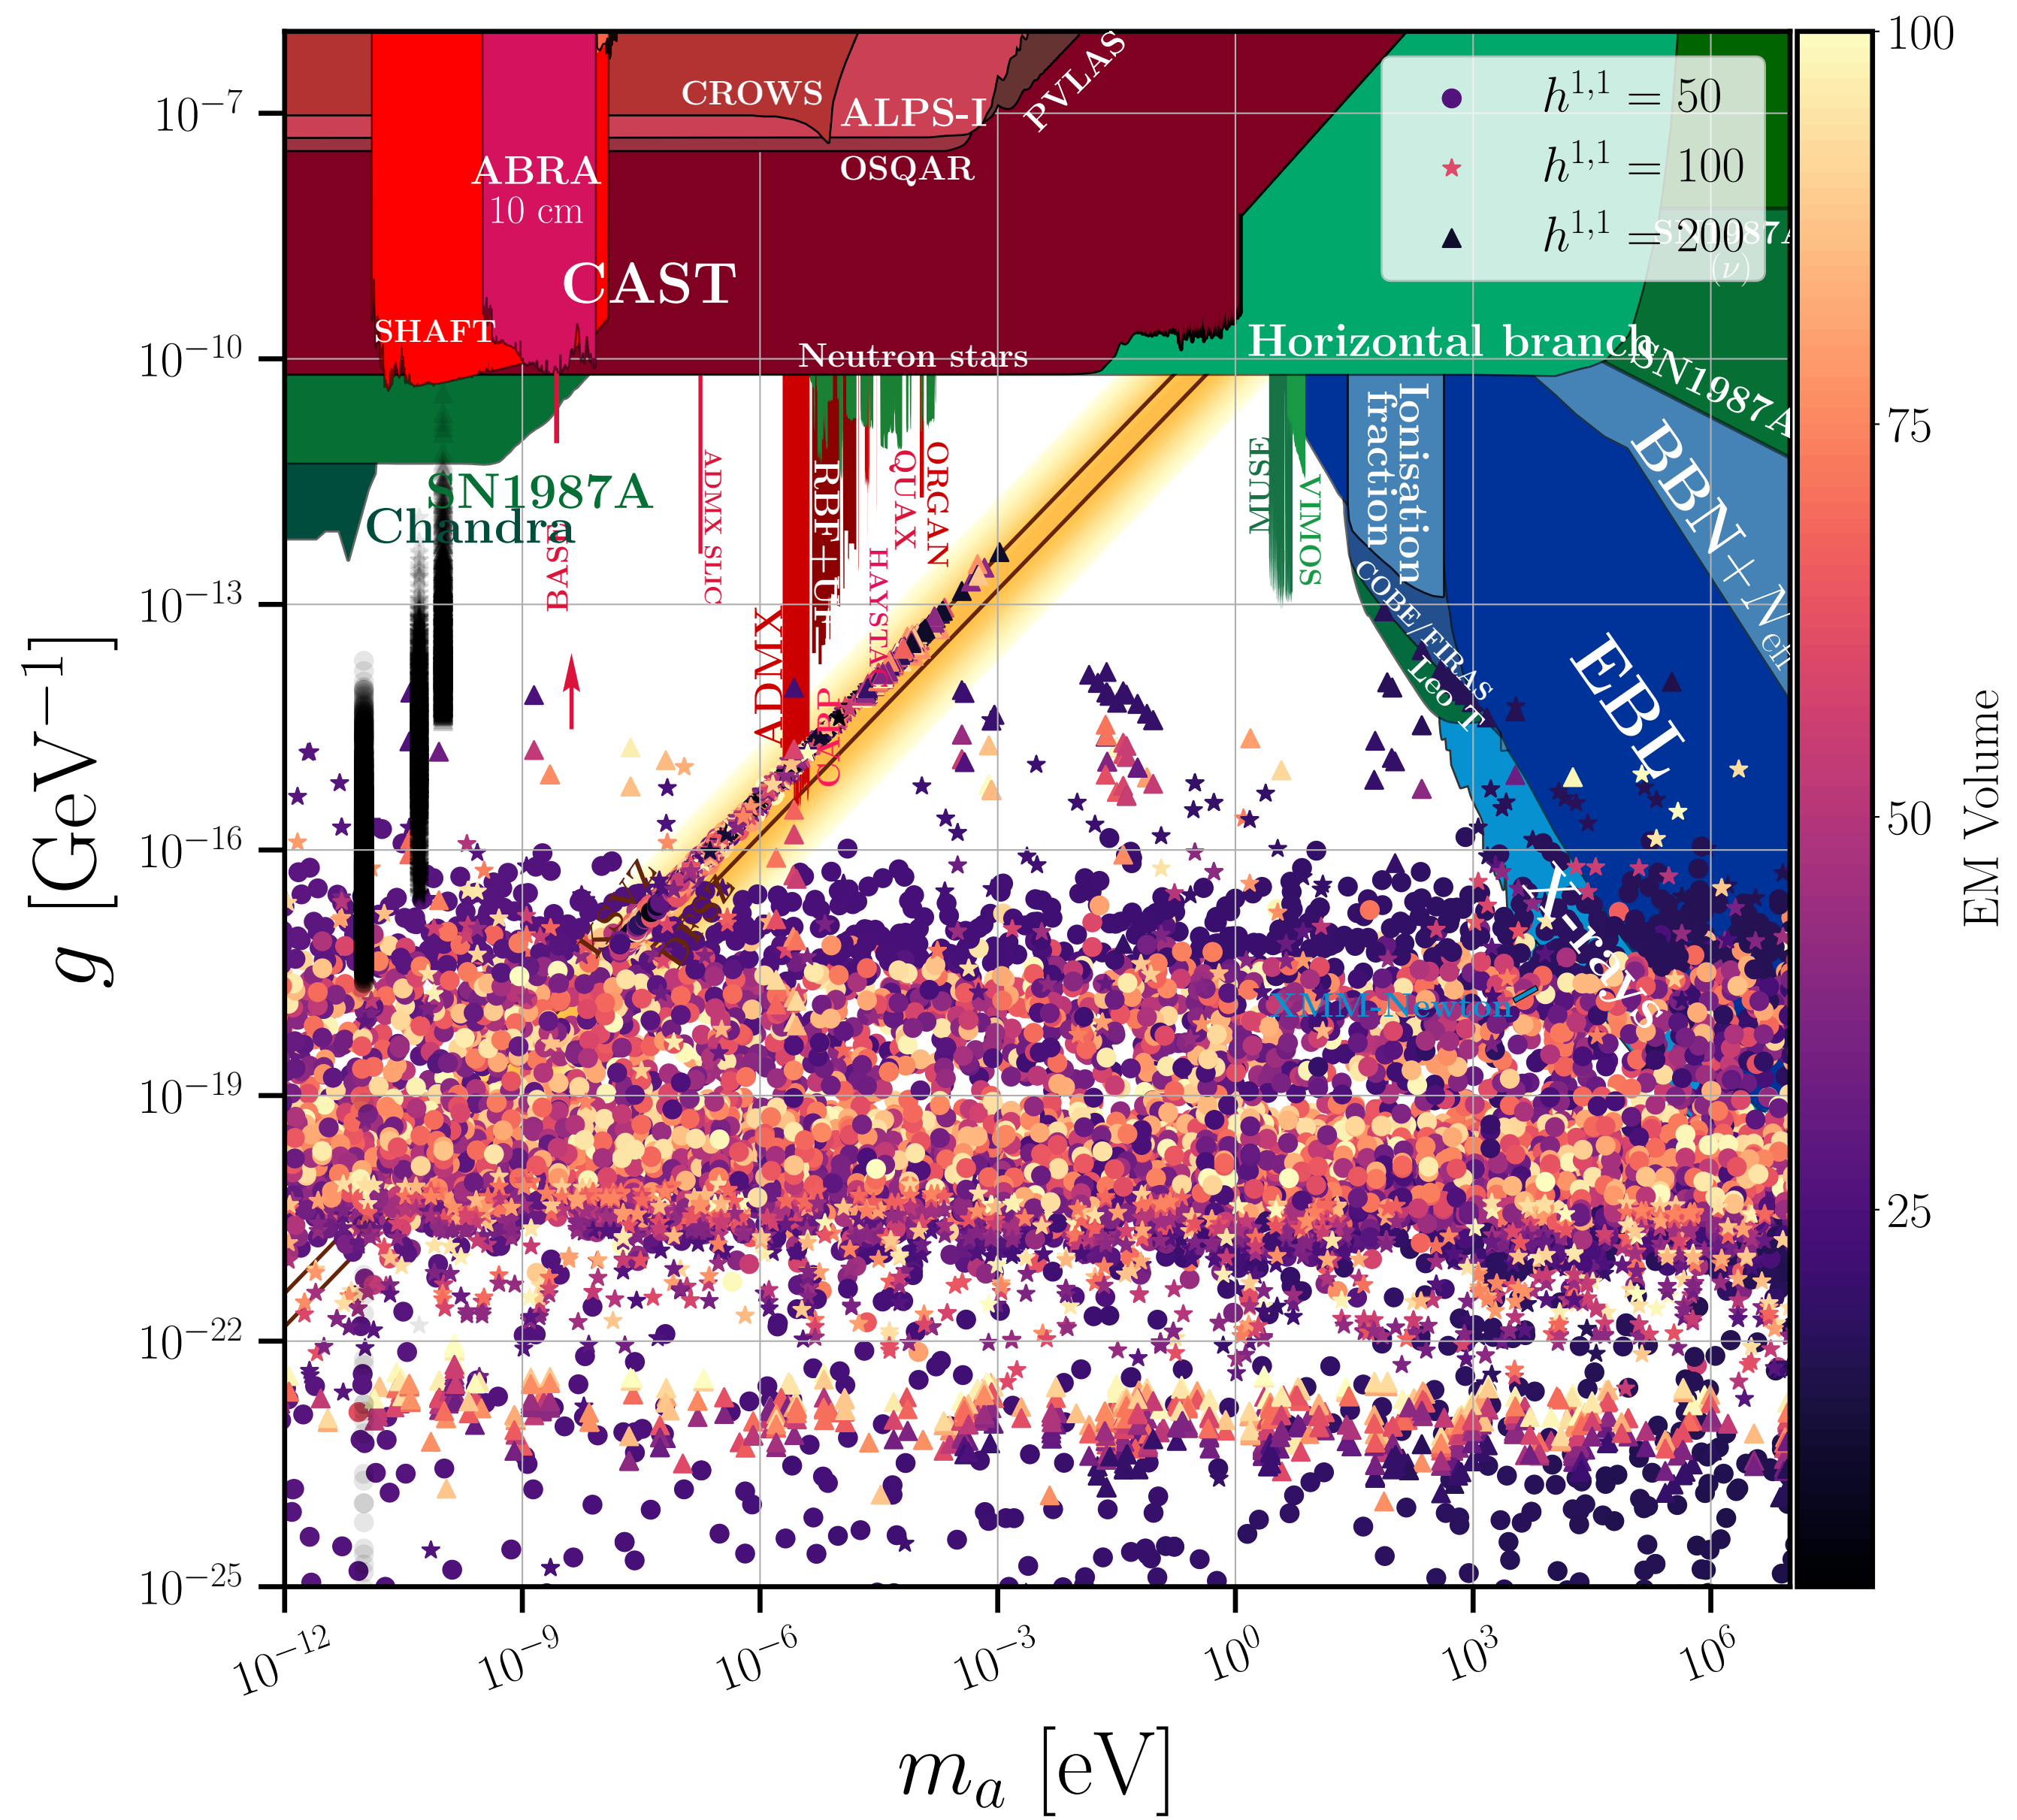 CROWS
ALPS-I
PVLAS
OSQAR
ABRA
10 cm
CAST
SHAFT
Neutron stars
Horizontal branch
SN1987A
(ν)
SN1987A
h^{1,1} = 50
h^{1,1} = 100
h^{1,1} = 200
SN1987A
Chandra
BASE
ADMX SLIC
ADMX
RBF+UF
CAPP
HAYSTAC
QUAX
ORGAN
MUSE
VIMOS
Ionisation
fraction
COBE/FIRAS
Leo T
BBN+N_{eff}
EBL
X-rays
XMM-Newton
KSVZ
DFSZ
10^{-7}
10^{-10}
10^{-13}
10^{-16}
10^{-19}
10^{-22}
10^{-25}
g [GeV^{-1}]
10^{-12}
10^{-9}
10^{-6}
10^{-3}
10^{0}
10^{3}
10^{6}
m_a [eV]
100
75
50
25
EM Volume